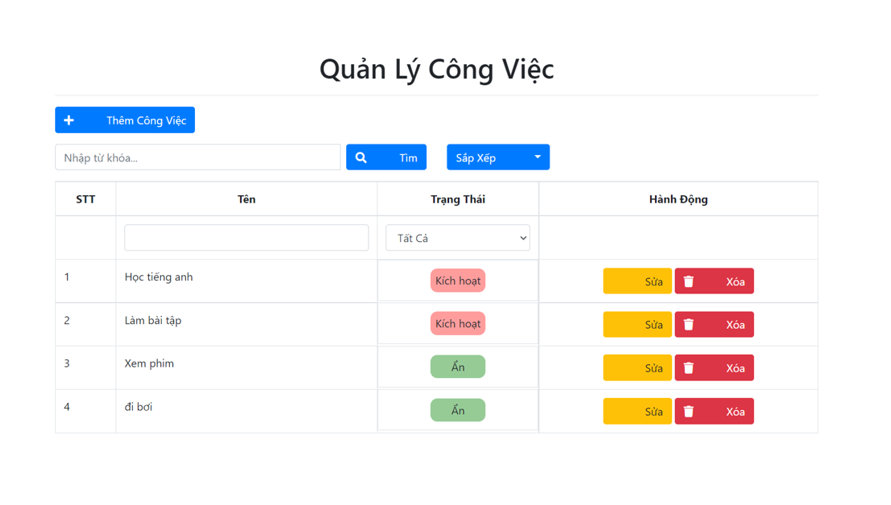 Quản Lý Công Việc
Thêm Công Việc
Nhập từ khóa... Tìm Sắp Xếp
STT Tên Trạng Thái Hành Động
Tất Cả
1 Học tiếng anh Kích hoạt Sửa Xóa
2 Làm bài tập Kích hoạt Sửa Xóa
3 Xem phim Ẩn Sửa Xóa
4 đi bơi Ẩn Sửa Xóa